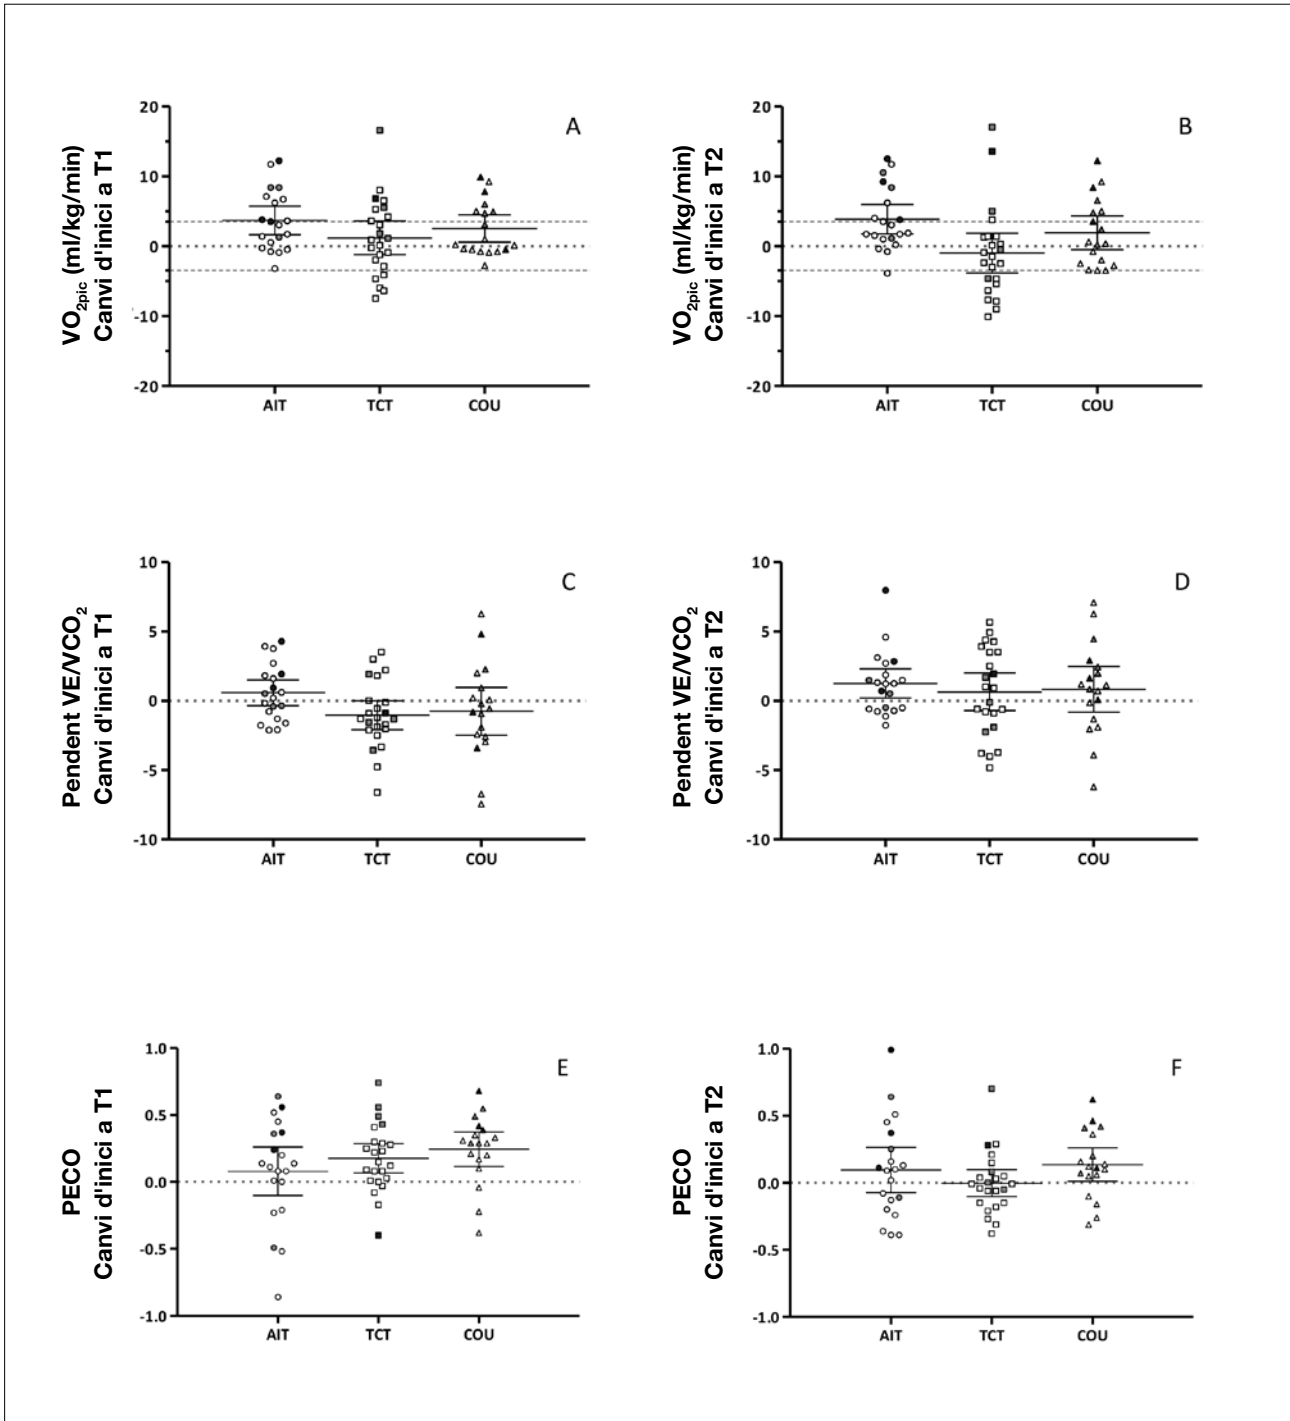 VO2pic (ml/kg/min)
Canvi d'inici a T1
20
10
0
-10
-20
A
AIT TCT COU
VO2pic (ml/kg/min)
Canvi d'inici a T2
20
10
0
-10
-20
B
AIT TCT COU
Pendent VE/VCO2
Canvi d'inici a T1
10
5
0
-5
-10
C
AIT TCT COU
Pendent VE/VCO2
Canvi d'inici a T2
10
5
0
-5
-10
D
AIT TCT COU
PECO
Canvi d'inici a T1
1.0
0.5
0.0
-0.5
-1.0
E
AIT TCT COU
PECO
Canvi d'inici a T2
1.0
0.5
0.0
-0.5
-1.0
F
AIT TCT COU